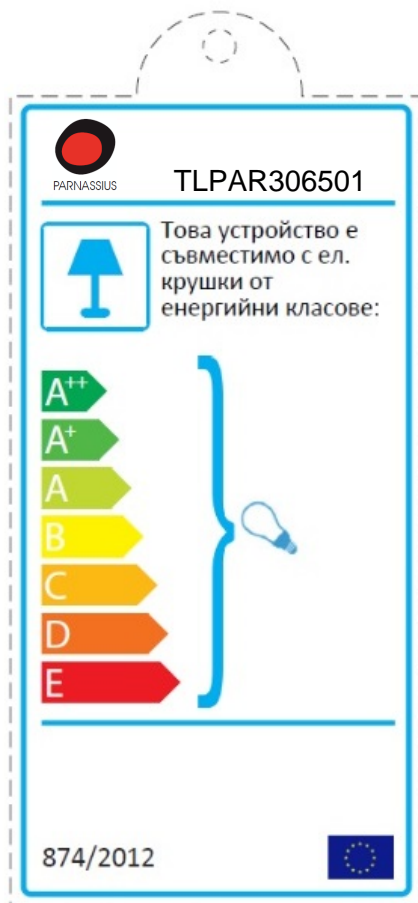 PARNASSIUS
TLPAR306501
Това устройство е
съвместимо с ел.
крушки от
енергийни класове:
A++
A+
A
B
C
D
E
874/2012